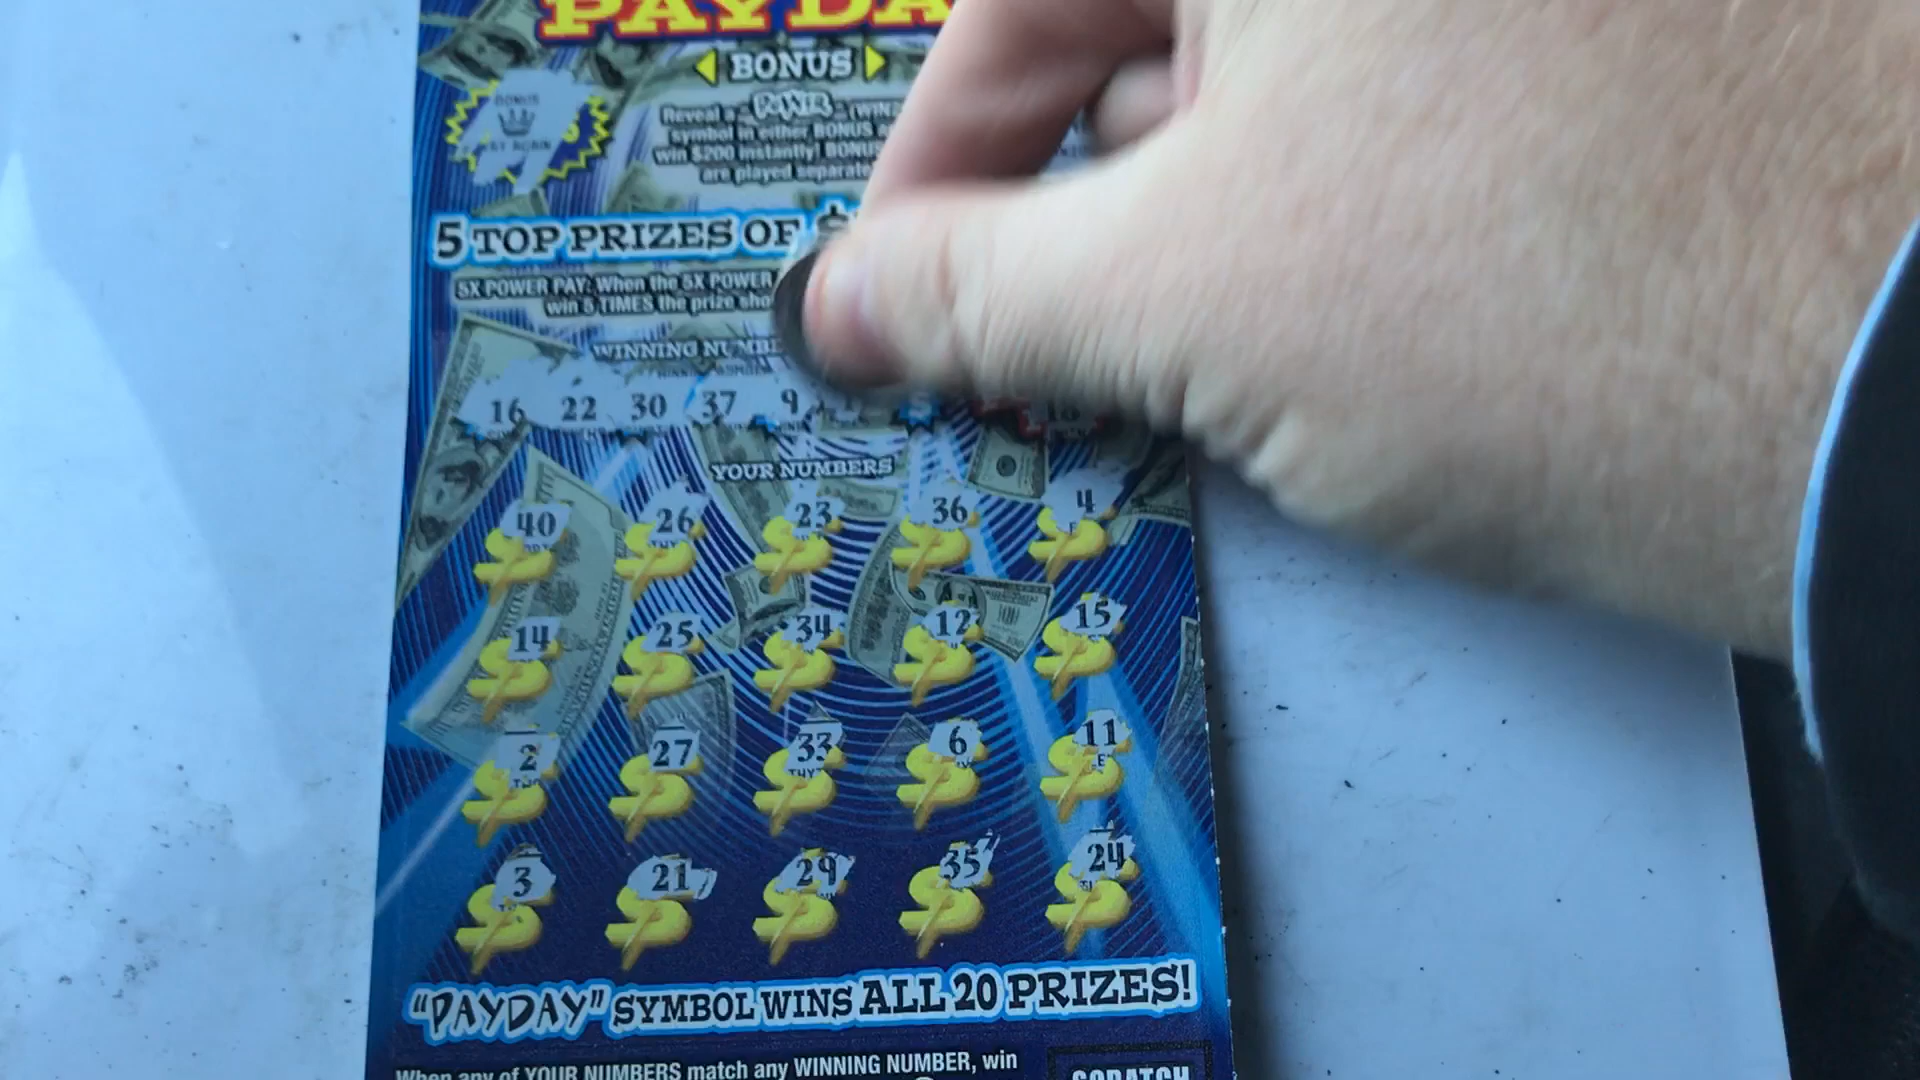 PAYDA
BONUS
BONUS
Reveal a POWER (WIN
symbol in either BONUS
win $200 instantly! BONUS
are played separate
5 TOP PRIZES OF $
5X POWER PAY: When the 5X POWER
win 5 TIMES the prize sho
WINNING NUMBE
16 22 30 37 9 18
YOUR NUMBERS
40 26 23 36 4
14 25 34 12 15
2 27 33 6 11
3 21 29 35 24
"PAYDAY" SYMBOL WINS ALL 20 PRIZES!
When any of YOUR NUMBERS match any WINNING NUMBER, win
SCRATCH